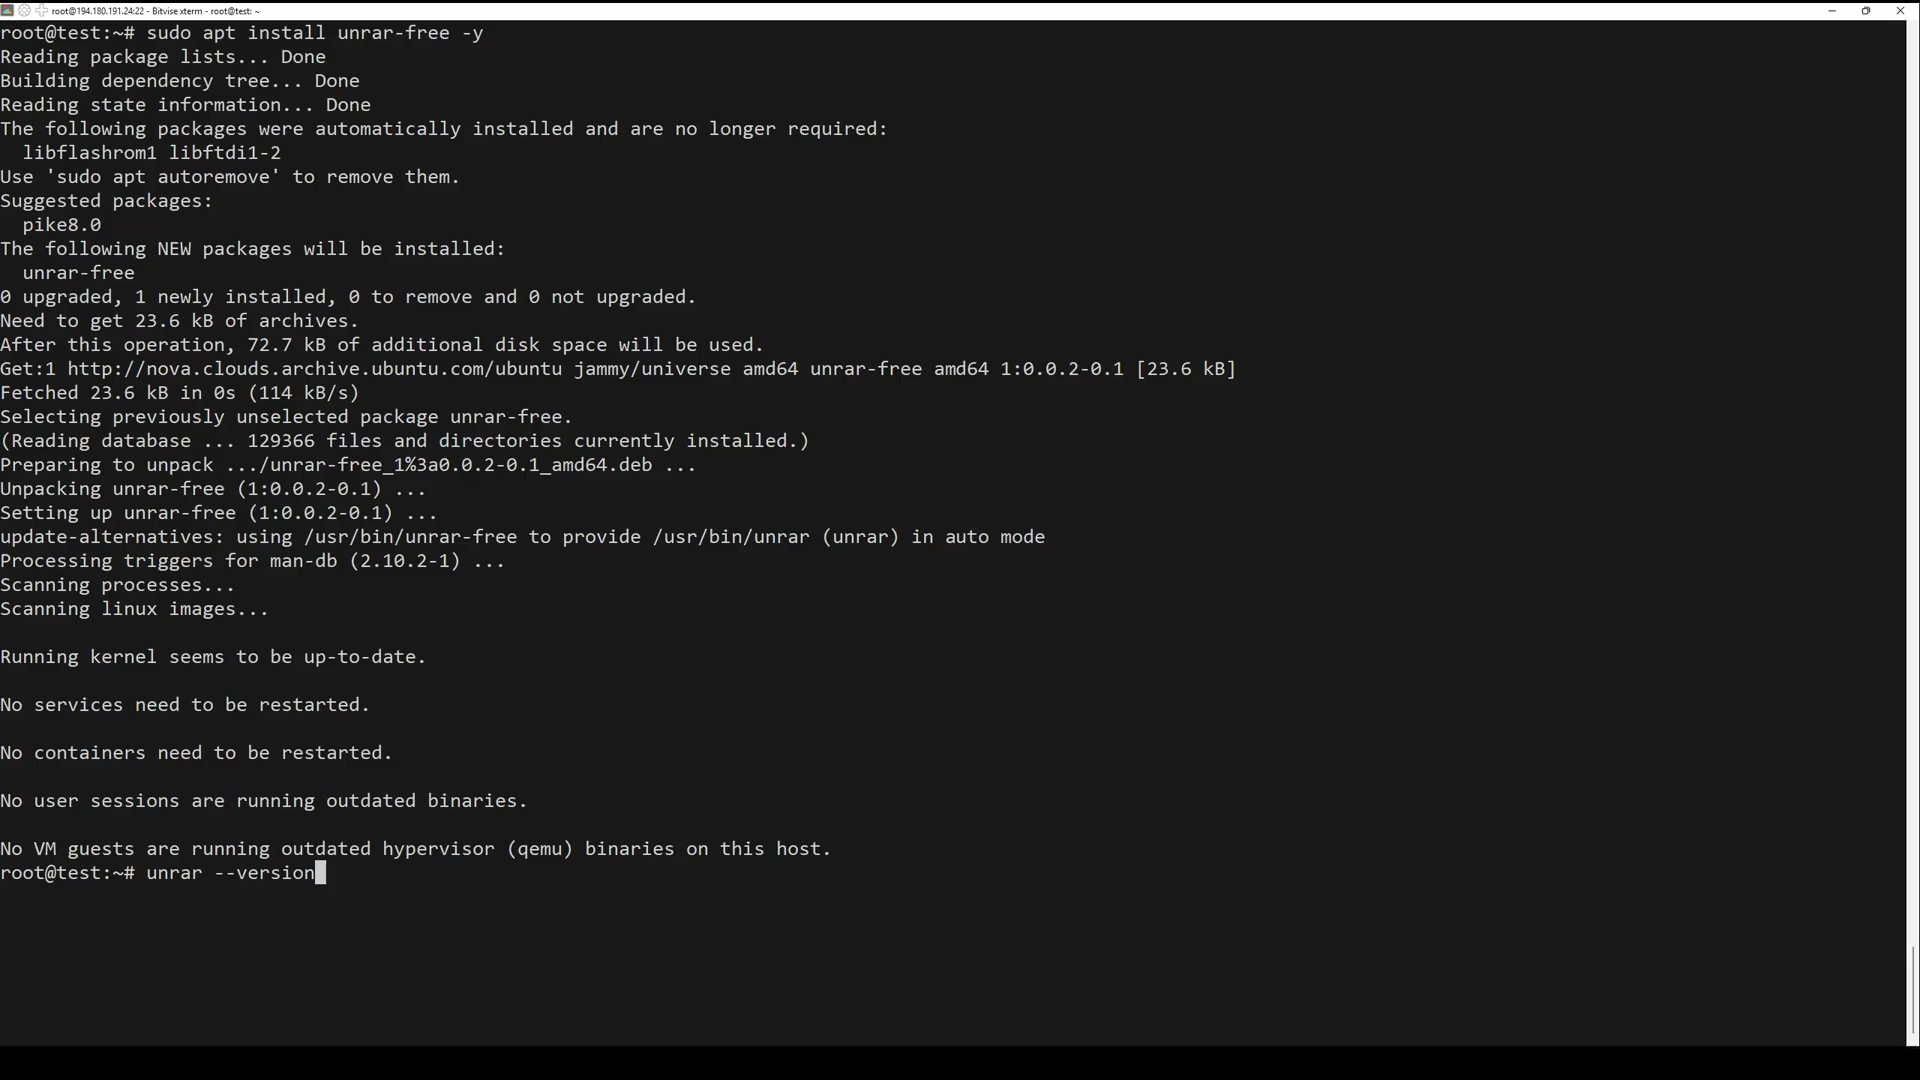 root@194.180.191.24:22 - Bitvise xterm - root@test: ~
root@test:~# sudo apt install unrar-free -y
Reading package lists... Done
Building dependency tree... Done
Reading state information... Done
The following packages were automatically installed and are no longer required:
  libflashrom1 libftdi1-2
Use 'sudo apt autoremove' to remove them.
Suggested packages:
  pike8.0
The following NEW packages will be installed:
  unrar-free
0 upgraded, 1 newly installed, 0 to remove and 0 not upgraded.
Need to get 23.6 kB of archives.
After this operation, 72.7 kB of additional disk space will be used.
Get:1 http://nova.clouds.archive.ubuntu.com/ubuntu jammy/universe amd64 unrar-free amd64 1:0.0.2-0.1 [23.6 kB]
Fetched 23.6 kB in 0s (114 kB/s)
Selecting previously unselected package unrar-free.
(Reading database ... 129366 files and directories currently installed.)
Preparing to unpack .../unrar-free_1%3a0.0.2-0.1_amd64.deb ...
Unpacking unrar-free (1:0.0.2-0.1) ...
Setting up unrar-free (1:0.0.2-0.1) ...
update-alternatives: using /usr/bin/unrar-free to provide /usr/bin/unrar (unrar) in auto mode
Processing triggers for man-db (2.10.2-1) ...
Scanning processes...
Scanning linux images...
Running kernel seems to be up-to-date.
No services need to be restarted.
No containers need to be restarted.
No user sessions are running outdated binaries.
No VM guests are running outdated hypervisor (qemu) binaries on this host.
root@test:~# unrar --version